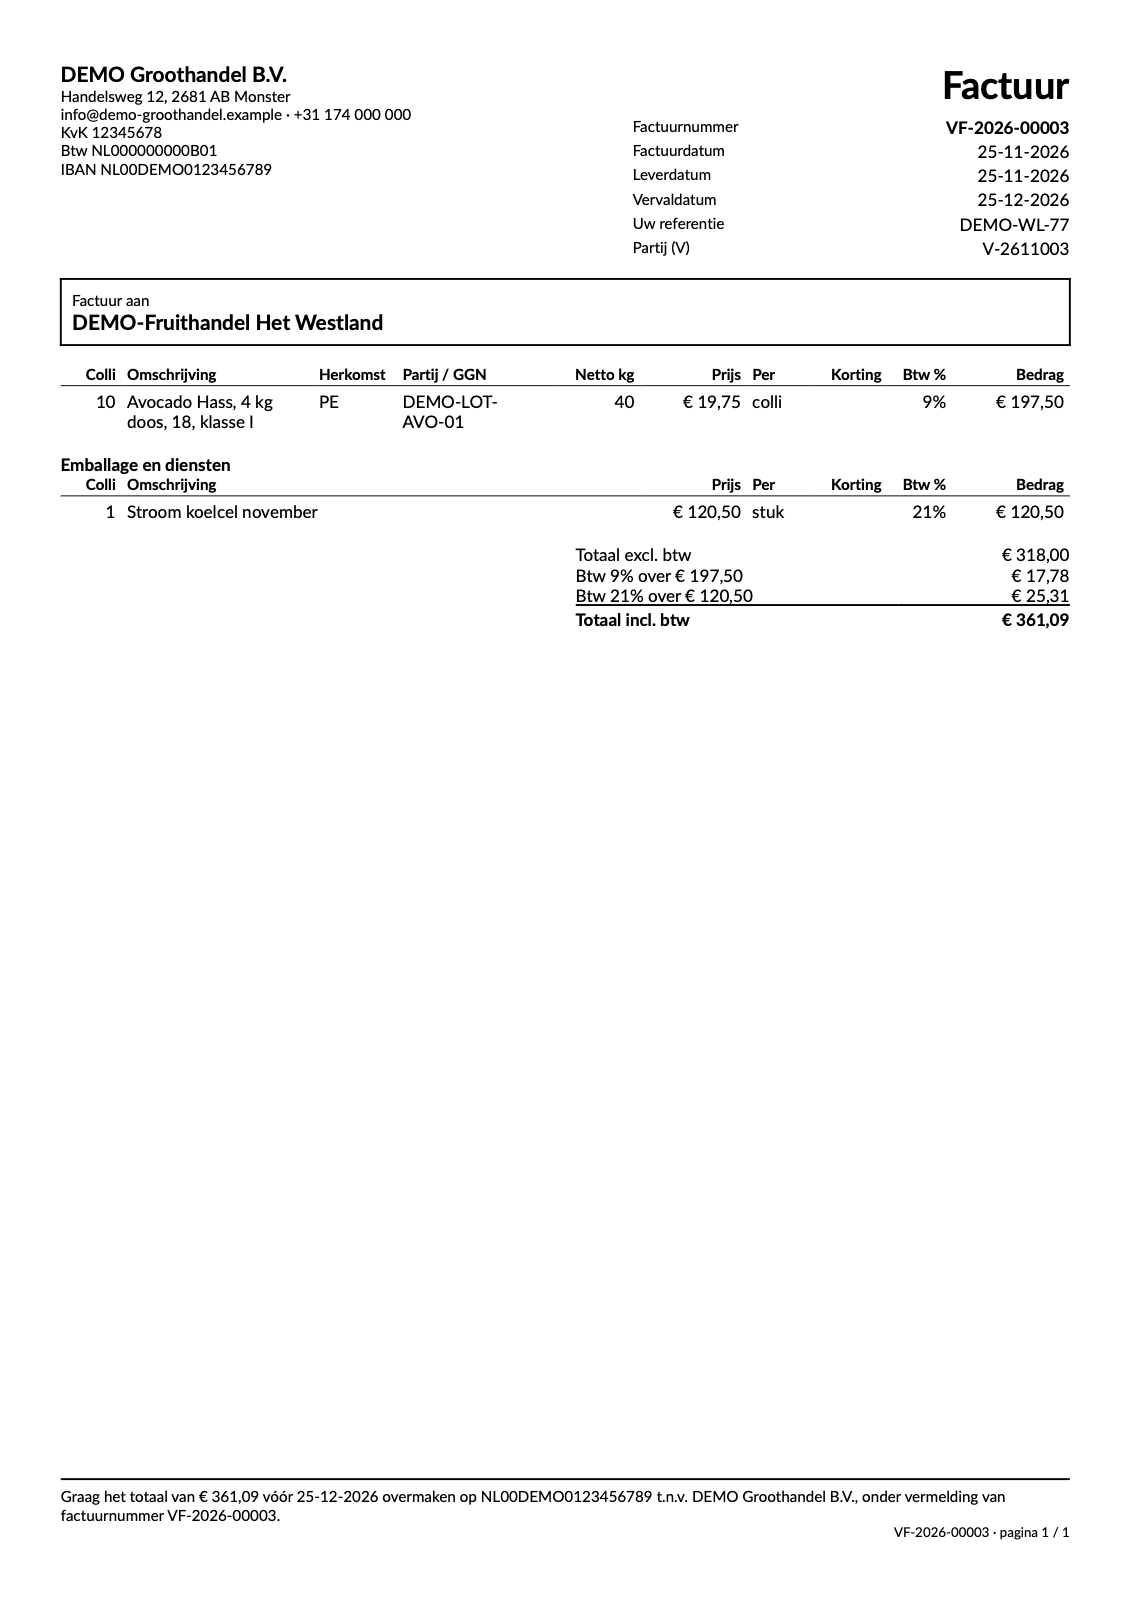 DEMO Groothandel B.V.
Handelsweg 12, 2681 AB Monster
info@demo-groothandel.example · +31 174 000 000
KvK 12345678
Btw NL000000000B01
IBAN NL00DEMO0123456789
Factuur
Factuurnummer VF-2026-00003
Factuurdatum 25-11-2026
Leverdatum 25-11-2026
Vervaldatum 25-12-2026
Uw referentie DEMO-WL-77
Partij (V) V-2611003
Factuur aan
DEMO-Fruithandel Het Westland
Colli Omschrijving Herkomst Partij / GGN Netto kg Prijs Per Korting Btw % Bedrag
10 Avocado Hass, 4 kg PE DEMO-LOT- 40 € 19,75 colli 9% € 197,50
doos, 18, klasse I AVO-01
Emballage en diensten
Colli Omschrijving Prijs Per Korting Btw % Bedrag
1 Stroom koelcel november € 120,50 stuk 21% € 120,50
Totaal excl. btw € 318,00
Btw 9% over € 197,50 € 17,78
Btw 21% over € 120,50 € 25,31
Totaal incl. btw € 361,09
Graag het totaal van € 361,09 vóór 25-12-2026 overmaken op NL00DEMO0123456789 t.n.v. DEMO Groothandel B.V., onder vermelding van
factuurnummer VF-2026-00003.
VF-2026-00003 · pagina 1 / 1